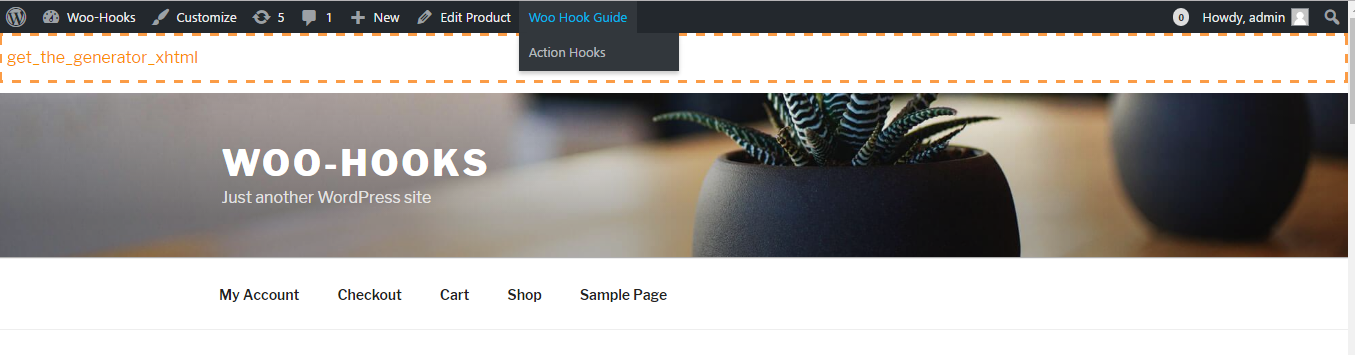 Woo-Hooks Customize 5 1 New Edit Product Woo Hook Guide 0 Howdy, admin
Action Hooks
get_the_generator_xhtml
WOO-HOOKS
Just another WordPress site
My Account Checkout Cart Shop Sample Page